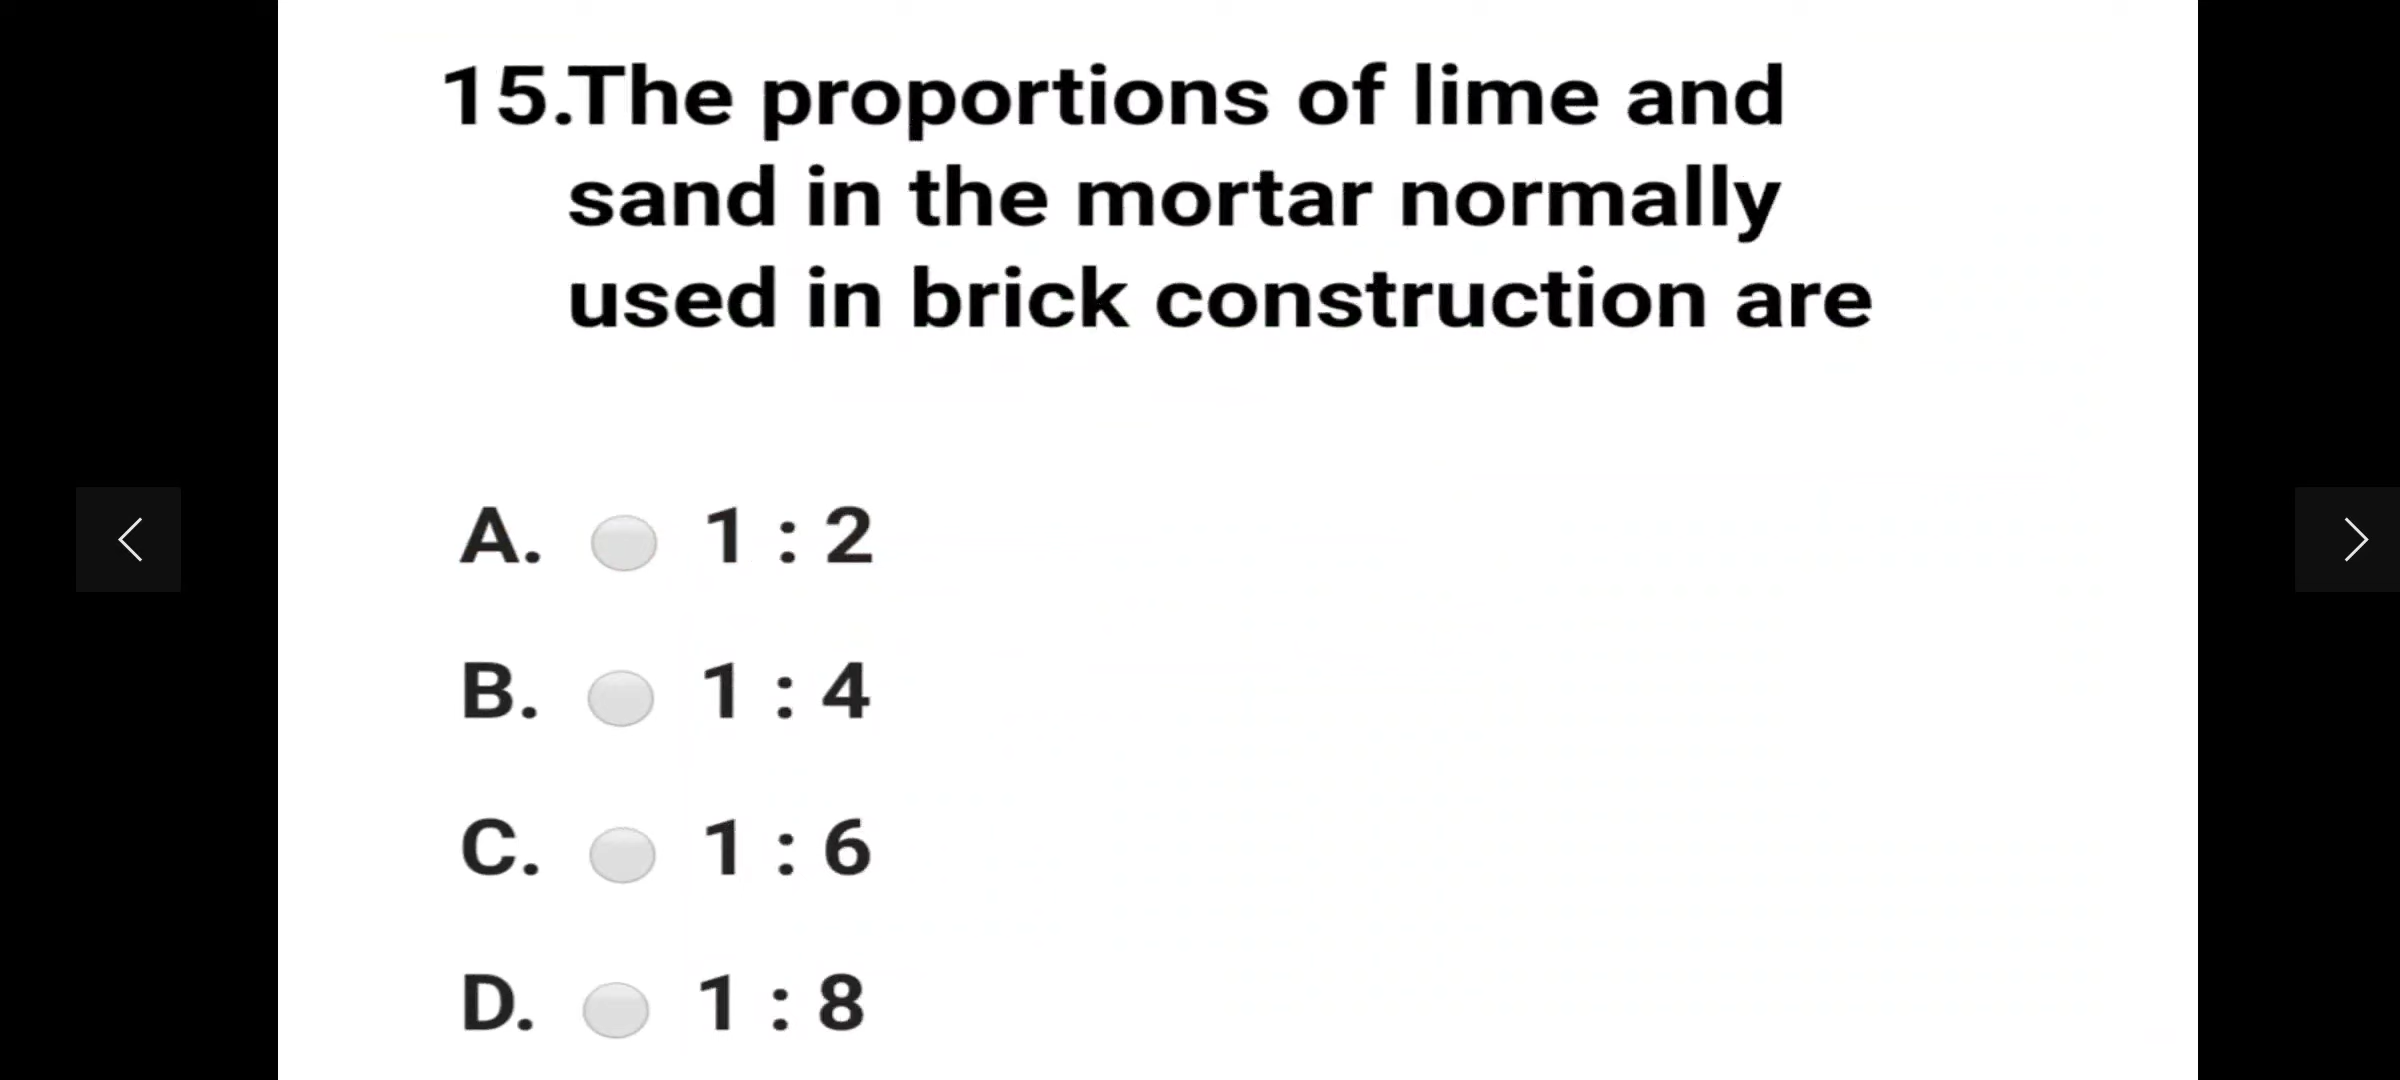 15.The proportions of lime and
sand in the mortar normally
used in brick construction are
A. 1 : 2
B. 1 : 4
C. 1 : 6
D. 1 : 8